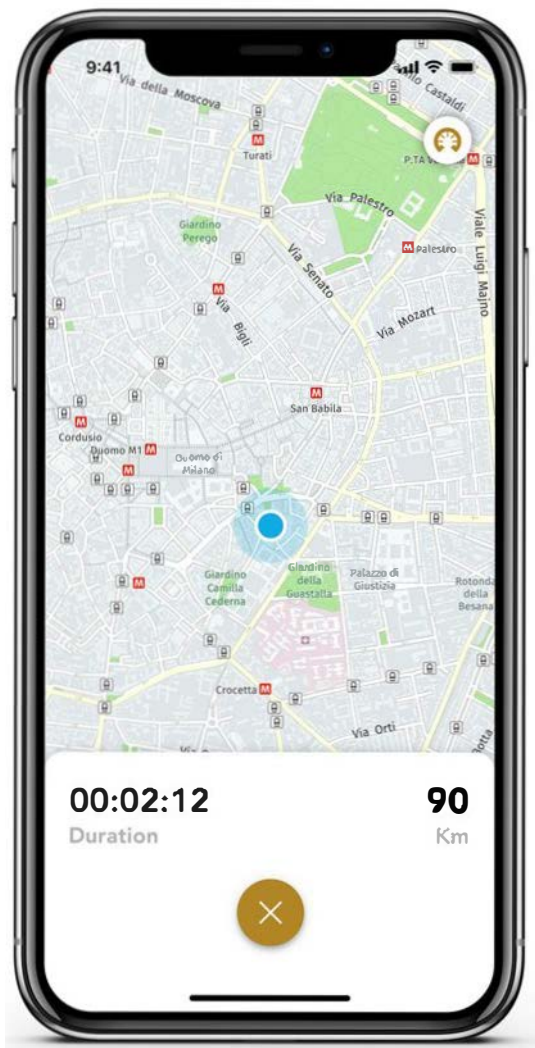 9:41
Castaldi
Via della Moscova
Turati
P.TA
Via Palestro
Giardino
Perego
Palestro
Viale Luigi Majno
Via Senato
Via Bigli
Via Mozart
San Babila
Cordusio
Duomo M1
Duomo di
Milano
Giardino
Camilla
Cederna
Giardino
della
Guastalla
Palazzo di
Giustizia
Rotonda
della
Besana
Crocetta
Via Orti
00:02:12
90
Duration
Km